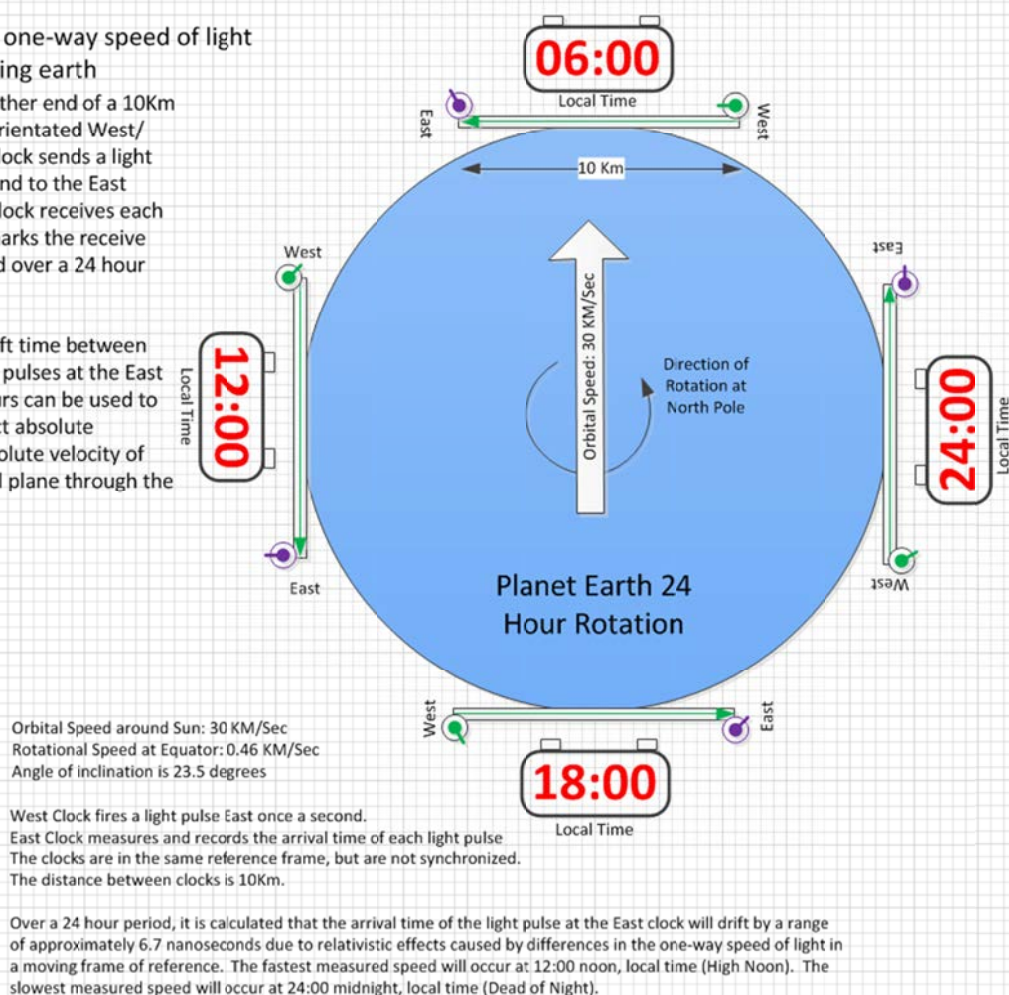 one-way speed of light
ing earth
ther end of a 10Km
rientated West/
lock sends a light
nd to the East
lock receives each
arks the receive
d over a 24 hour
ft time between
pulses at the East
urs can be used to
ct absolute
olute velocity of
l plane through the
06:00
Local Time
East
West
10 Km
West
East
12:00
Local Time
Orbital Speed: 30 KM/Sec
Direction of
Rotation at
North Pole
East
West
24:00
Local Time
East
Planet Earth 24
Hour Rotation
West
East
18:00
Local Time
Orbital Speed around Sun: 30 KM/Sec
Rotational Speed at Equator: 0.46 KM/Sec
Angle of inclination is 23.5 degrees
West Clock fires a light pulse East once a second.
East Clock measures and records the arrival time of each light pulse
The clocks are in the same reference frame, but are not synchronized.
The distance between clocks is 10Km.
Over a 24 hour period, it is calculated that the arrival time of the light pulse at the East clock will drift by a range
of approximately 6.7 nanoseconds due to relativistic effects caused by differences in the one-way speed of light in
a moving frame of reference. The fastest measured speed will occur at 12:00 noon, local time (High Noon). The
slowest measured speed will occur at 24:00 midnight, local time (Dead of Night).